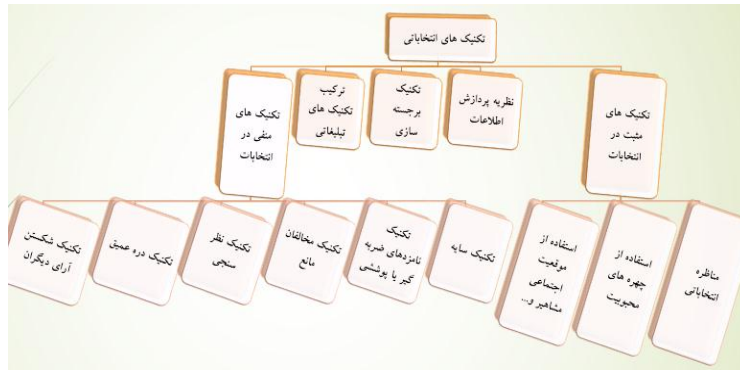 تکنیک های انتخاباتی
تکنیک های
مثبت در
انتخابات
نظریه پردازش
اطلاعات
تکنیک
برجسته
سازی
ترکیب
تکنیک های
تبلیغاتی
تکنیک های
منفی در
انتخابات
مناظره
انتخاباتی
استفاده از
چهره های
محبوبیت
استفاده از
موقعیت
اجتماعی
مشاهیر و...
تکنیک سایه
تکنیک
نامزدهای ضربه
گیر یا پوششی
تکنیک مخالفان
مانع
تکنیک نظر
سنجی
تکنیک دره عمیق
تکنیک شکستن
آرای دیگران